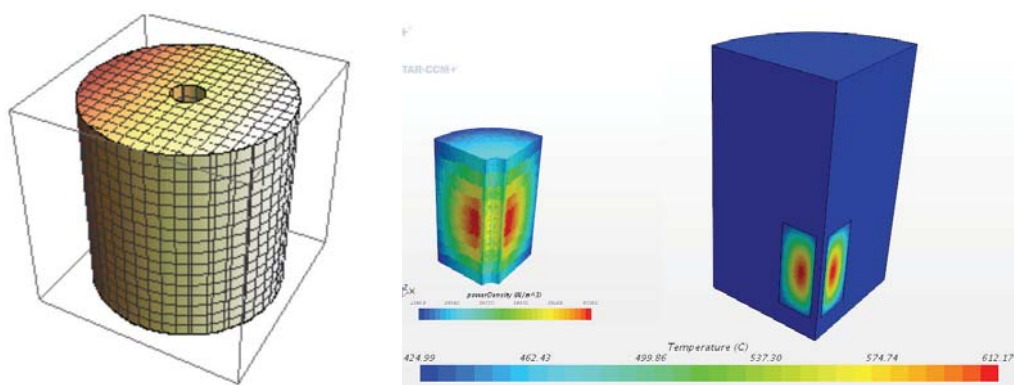 TAR-CCM+
powerDensity (W/m^3)
Temperature (C)
424.99 462.43 499.86 537.30 574.74 612.17